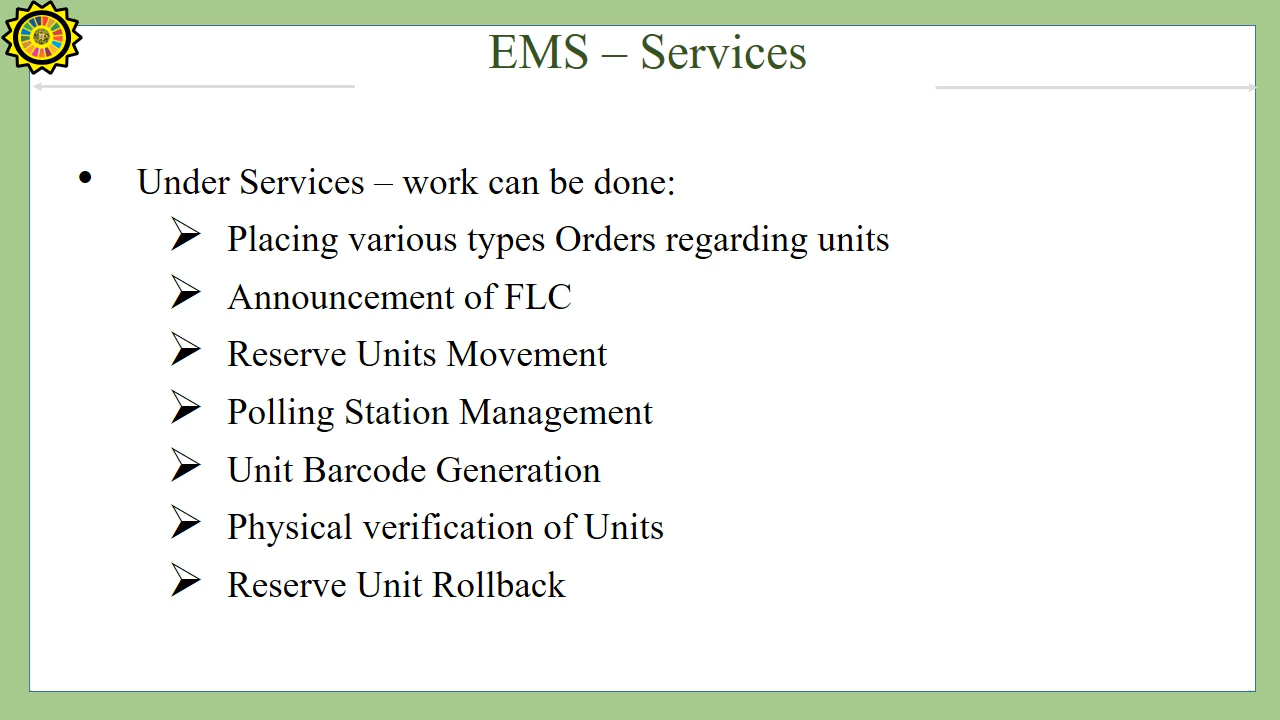 EMS – Services
• Under Services – work can be done:
➢ Placing various types Orders regarding units
➢ Announcement of FLC
➢ Reserve Units Movement
➢ Polling Station Management
➢ Unit Barcode Generation
➢ Physical verification of Units
➢ Reserve Unit Rollback